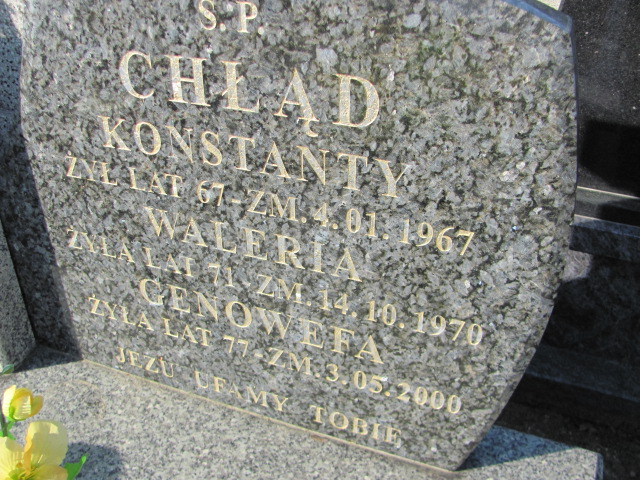 Ś.P.
CHŁĄD
KONSTANTY
ŻYŁ LAT 67-ZM.4.01.1967
WALERIA
ŻYŁA LAT 71-ZM.14.10.1970
GENOWEFA
ŻYŁA LAT 77-ZM.3.05.2000
JEZU UFAMY TOBIE